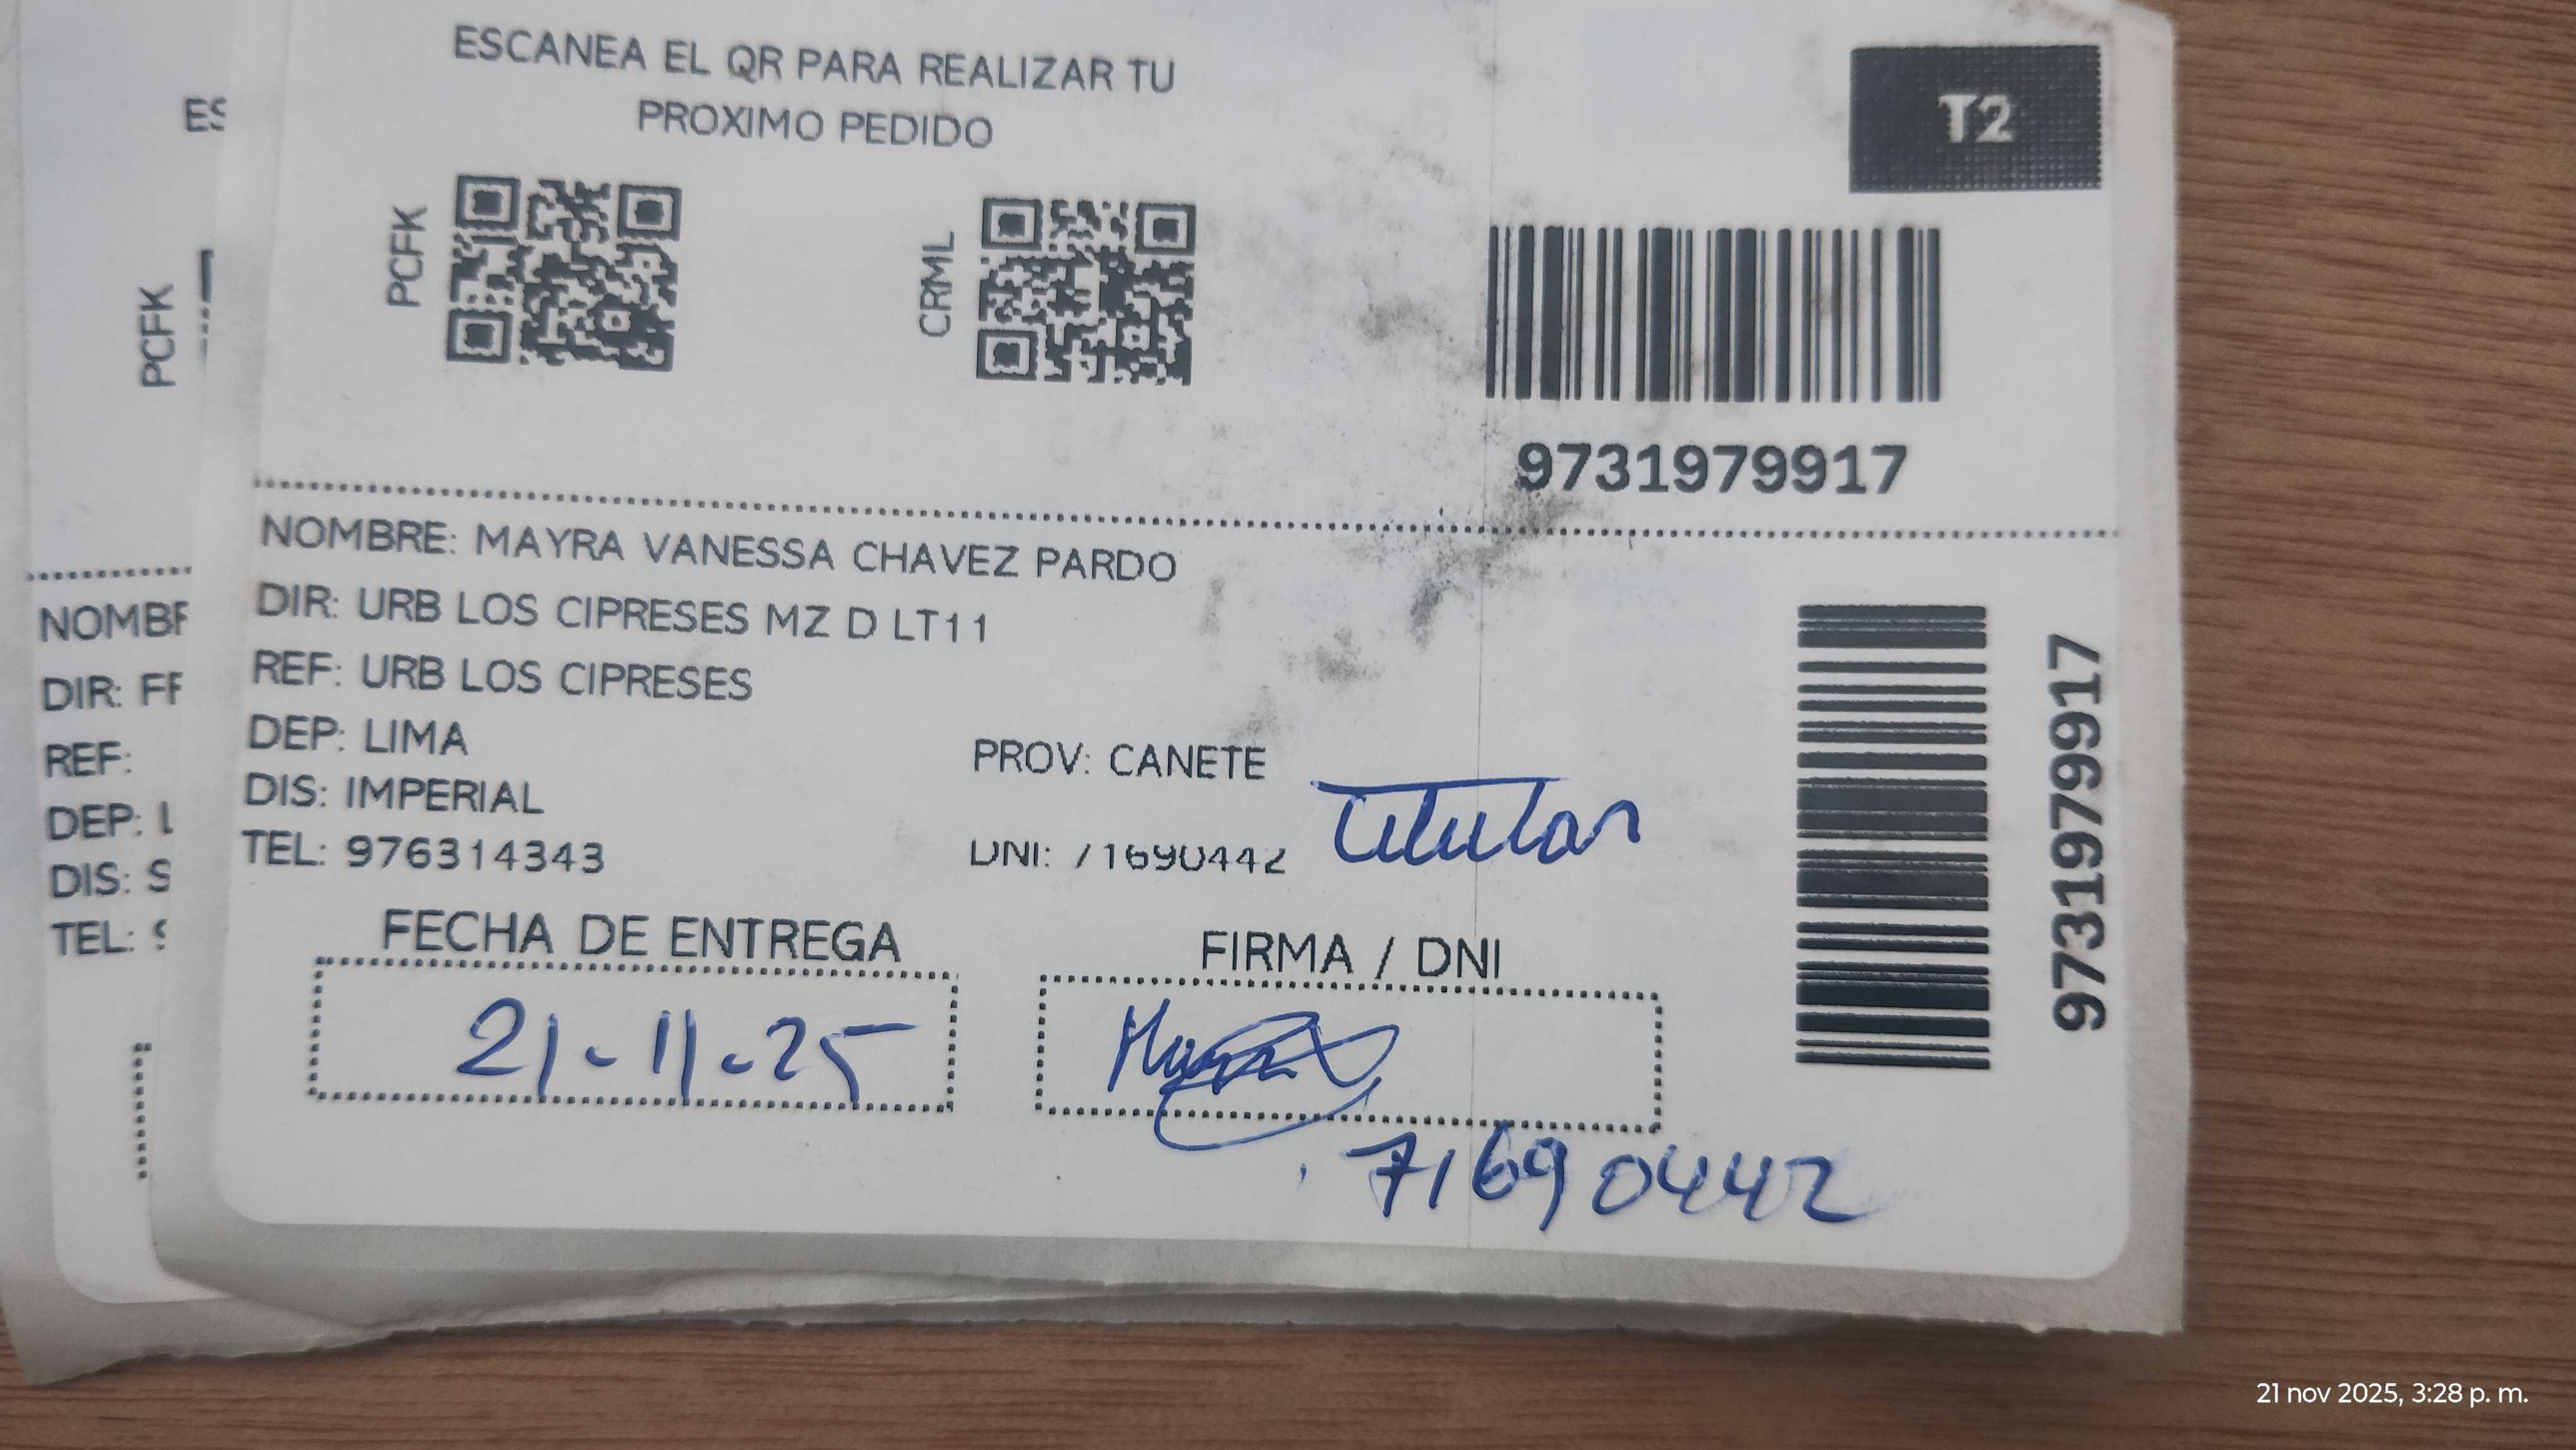 ESCANEA EL QR PARA REALIZAR TU
PROXIMO PEDIDO
T2
PCFK
CRML
9731979917
NOMBRE: MAYRA VANESSA CHAVEZ PARDO
DIR: URB LOS CIPRESES MZ D LT11
REF: URB LOS CIPRESES
DEP: LIMA
PROV: CANETE
DIS: IMPERIAL
Titular
TEL: 976314343
DNI: 71690442
9731979917
FECHA DE ENTREGA
FIRMA / DNI
21-11-25
71690442
ES
PCFK
NOMBR
DIR: FR
REF:
DEP: L
DIS: S
TEL: 9
21 nov 2025, 3:28 p. m.